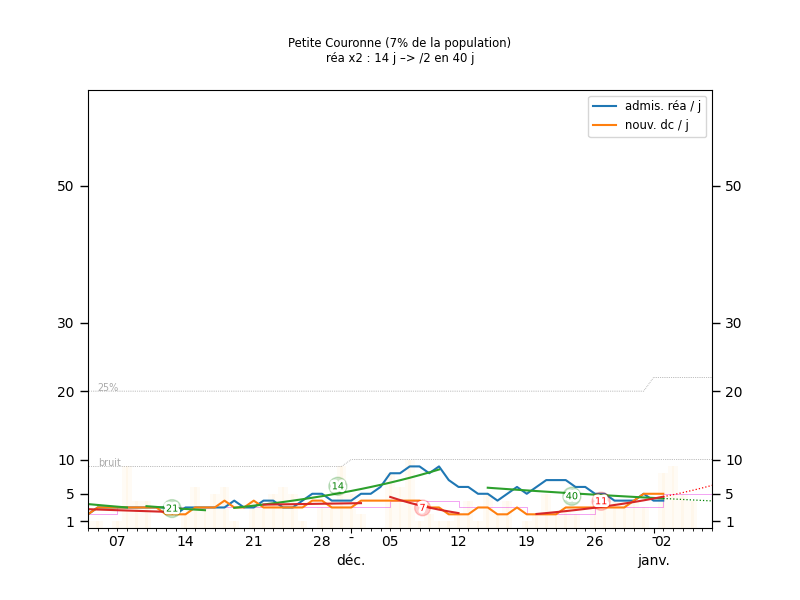 Petite Couronne (7% de la population)
réa x2 : 14 j –> /2 en 40 j
admis. réa / j
nouv. dc / j
50 50
30 30
25%
20 20
bruit
10 10
14
40
5 11 5
21 7
1 1
07 14 21 28 - 05 12 19 26 - 02
déc. janv.